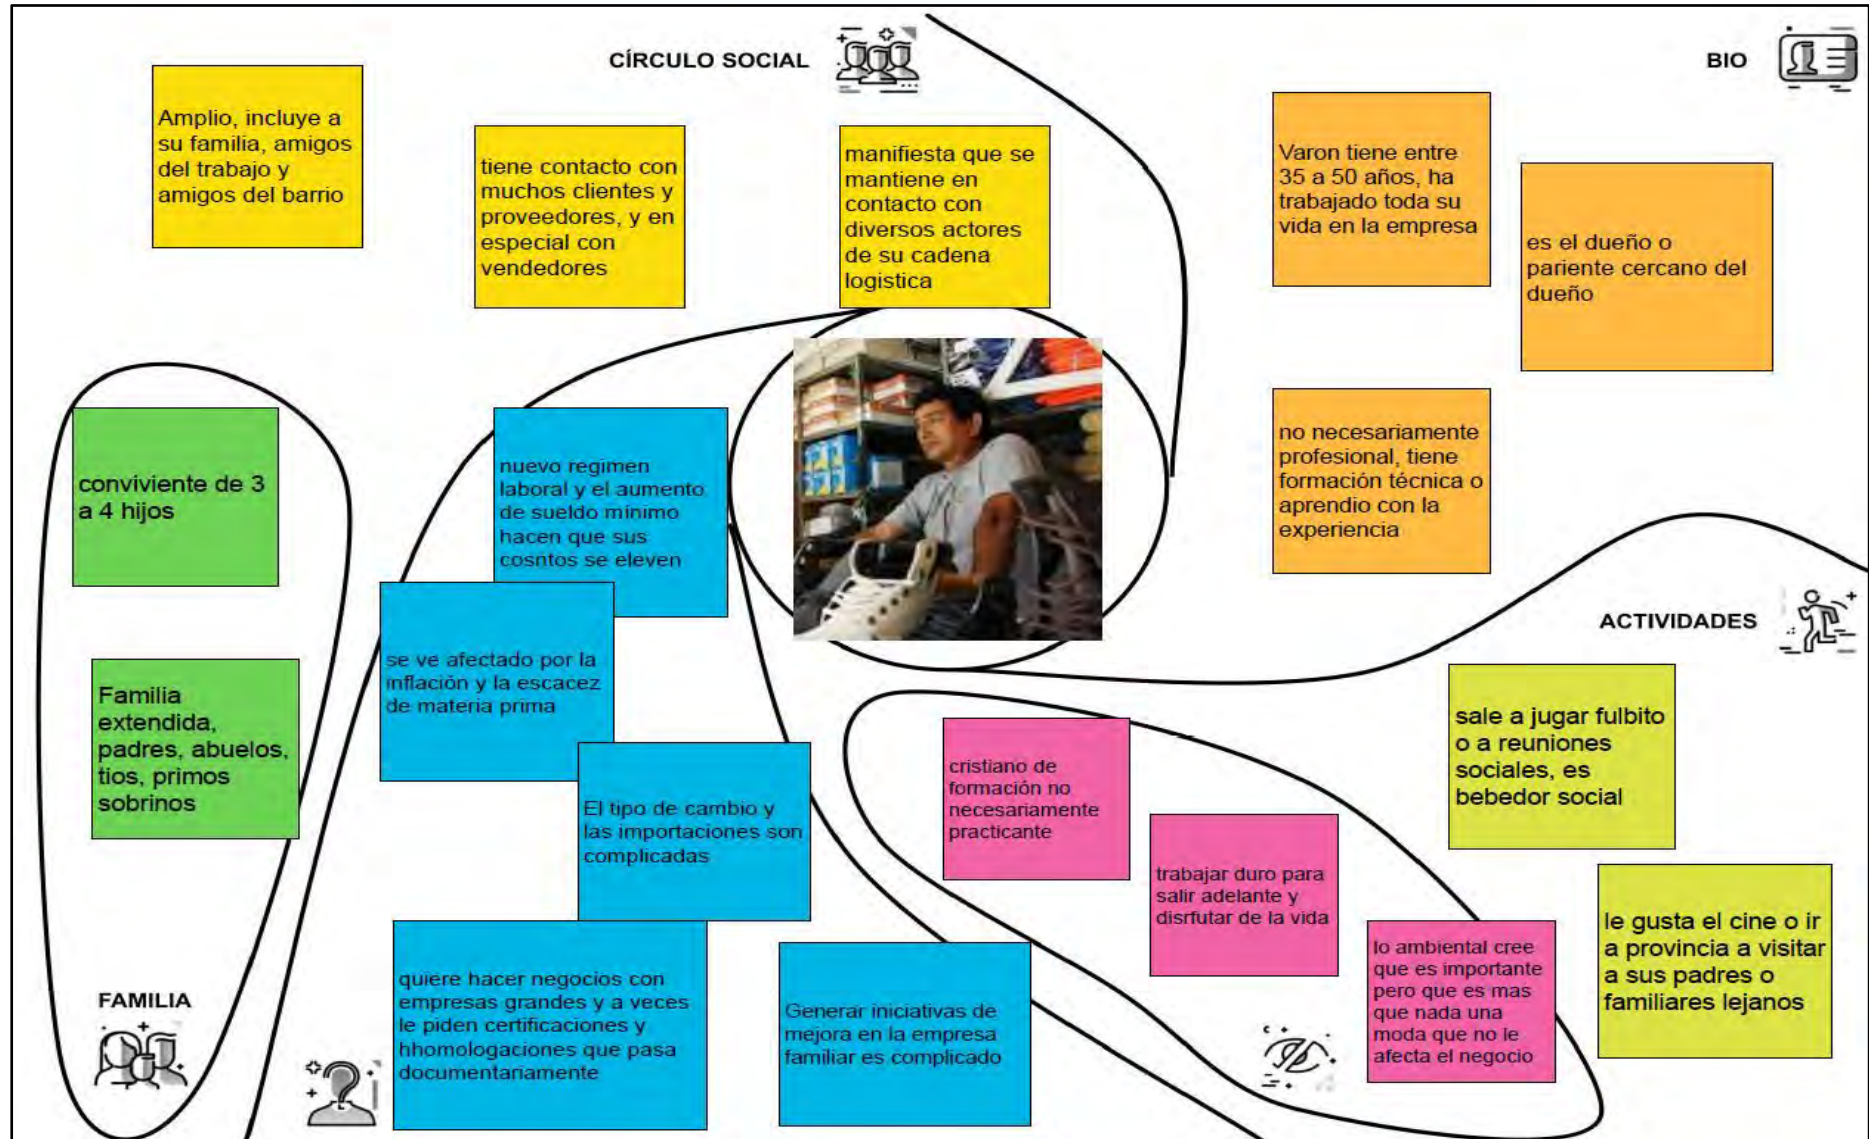 CÍRCULO SOCIAL
Amplio, incluye a
su familia, amigos
del trabajo y
amigos del barrio
tiene contacto con
muchos clientes y
proveedores, y en
especial con
vendedores
manifiesta que se
mantiene en
contacto con
diversos actores
de su cadena
logistica
BIO
Varon tiene entre
35 a 50 años, ha
trabajado toda su
vida en la empresa
es el dueño o
pariente cercano del
dueño
no necesariamente
profesional, tiene
formación técnica o
aprendio con la
experiencia
conviviente de 3
a 4 hijos
Familia
extendida,
padres, abuelos,
tios, primos
sobrinos
FAMILIA
nuevo regimen
laboral y el aumento
de sueldo minimo
hacen que sus
cosntos se eleven
se ve afectado por la
inflación y la escacez
de materia prima
El tipo de cambio y
las importaciones son
complicadas
quiere hacer negocios con
empresas grandes y a veces
le piden certificaciones y
hhomologaciones que pasa
documentariamente
Generar iniciativas de
mejora en la empresa
familiar es complicado
cristiano de
formación no
necesariamente
practicante
trabajar duro para
salir adelante y
disrfutar de la vida
lo ambiental cree
que es importante
pero que es mas
que nada una
moda que no le
afecta el negocio
ACTIVIDADES
sale a jugar fulbito
o a reuniones
sociales, es
bebedor social
le gusta el cine o ir
a provincia a visitar
a sus padres o
familiares lejanos